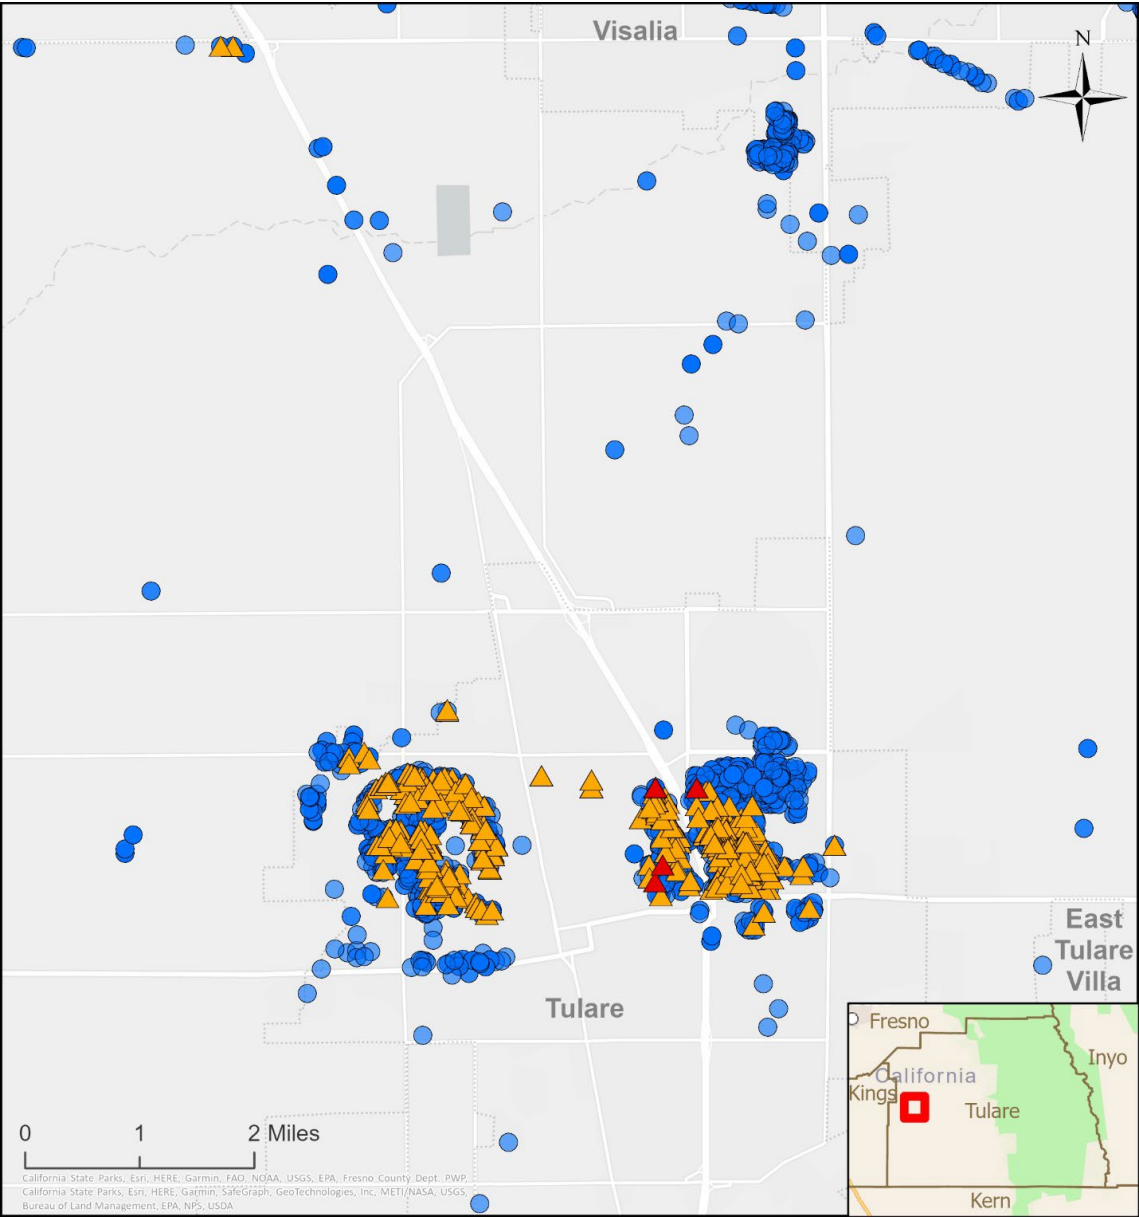 Visalia
N
East
Tulare
Villa
Tulare
Fresno
Inyo
California
Kings
Tulare
Kern
0 1 2 Miles
California State Parks, Esri, HERE, Garmin, FAO, NOAA, USGS, EPA, Fresno County Dept. PWP,
California State Parks, Esri, HERE, Garmin, SafeGraph, GeoTechnologies, Inc, METI/NASA, USGS,
Bureau of Land Management, EPA, NPS, USDA